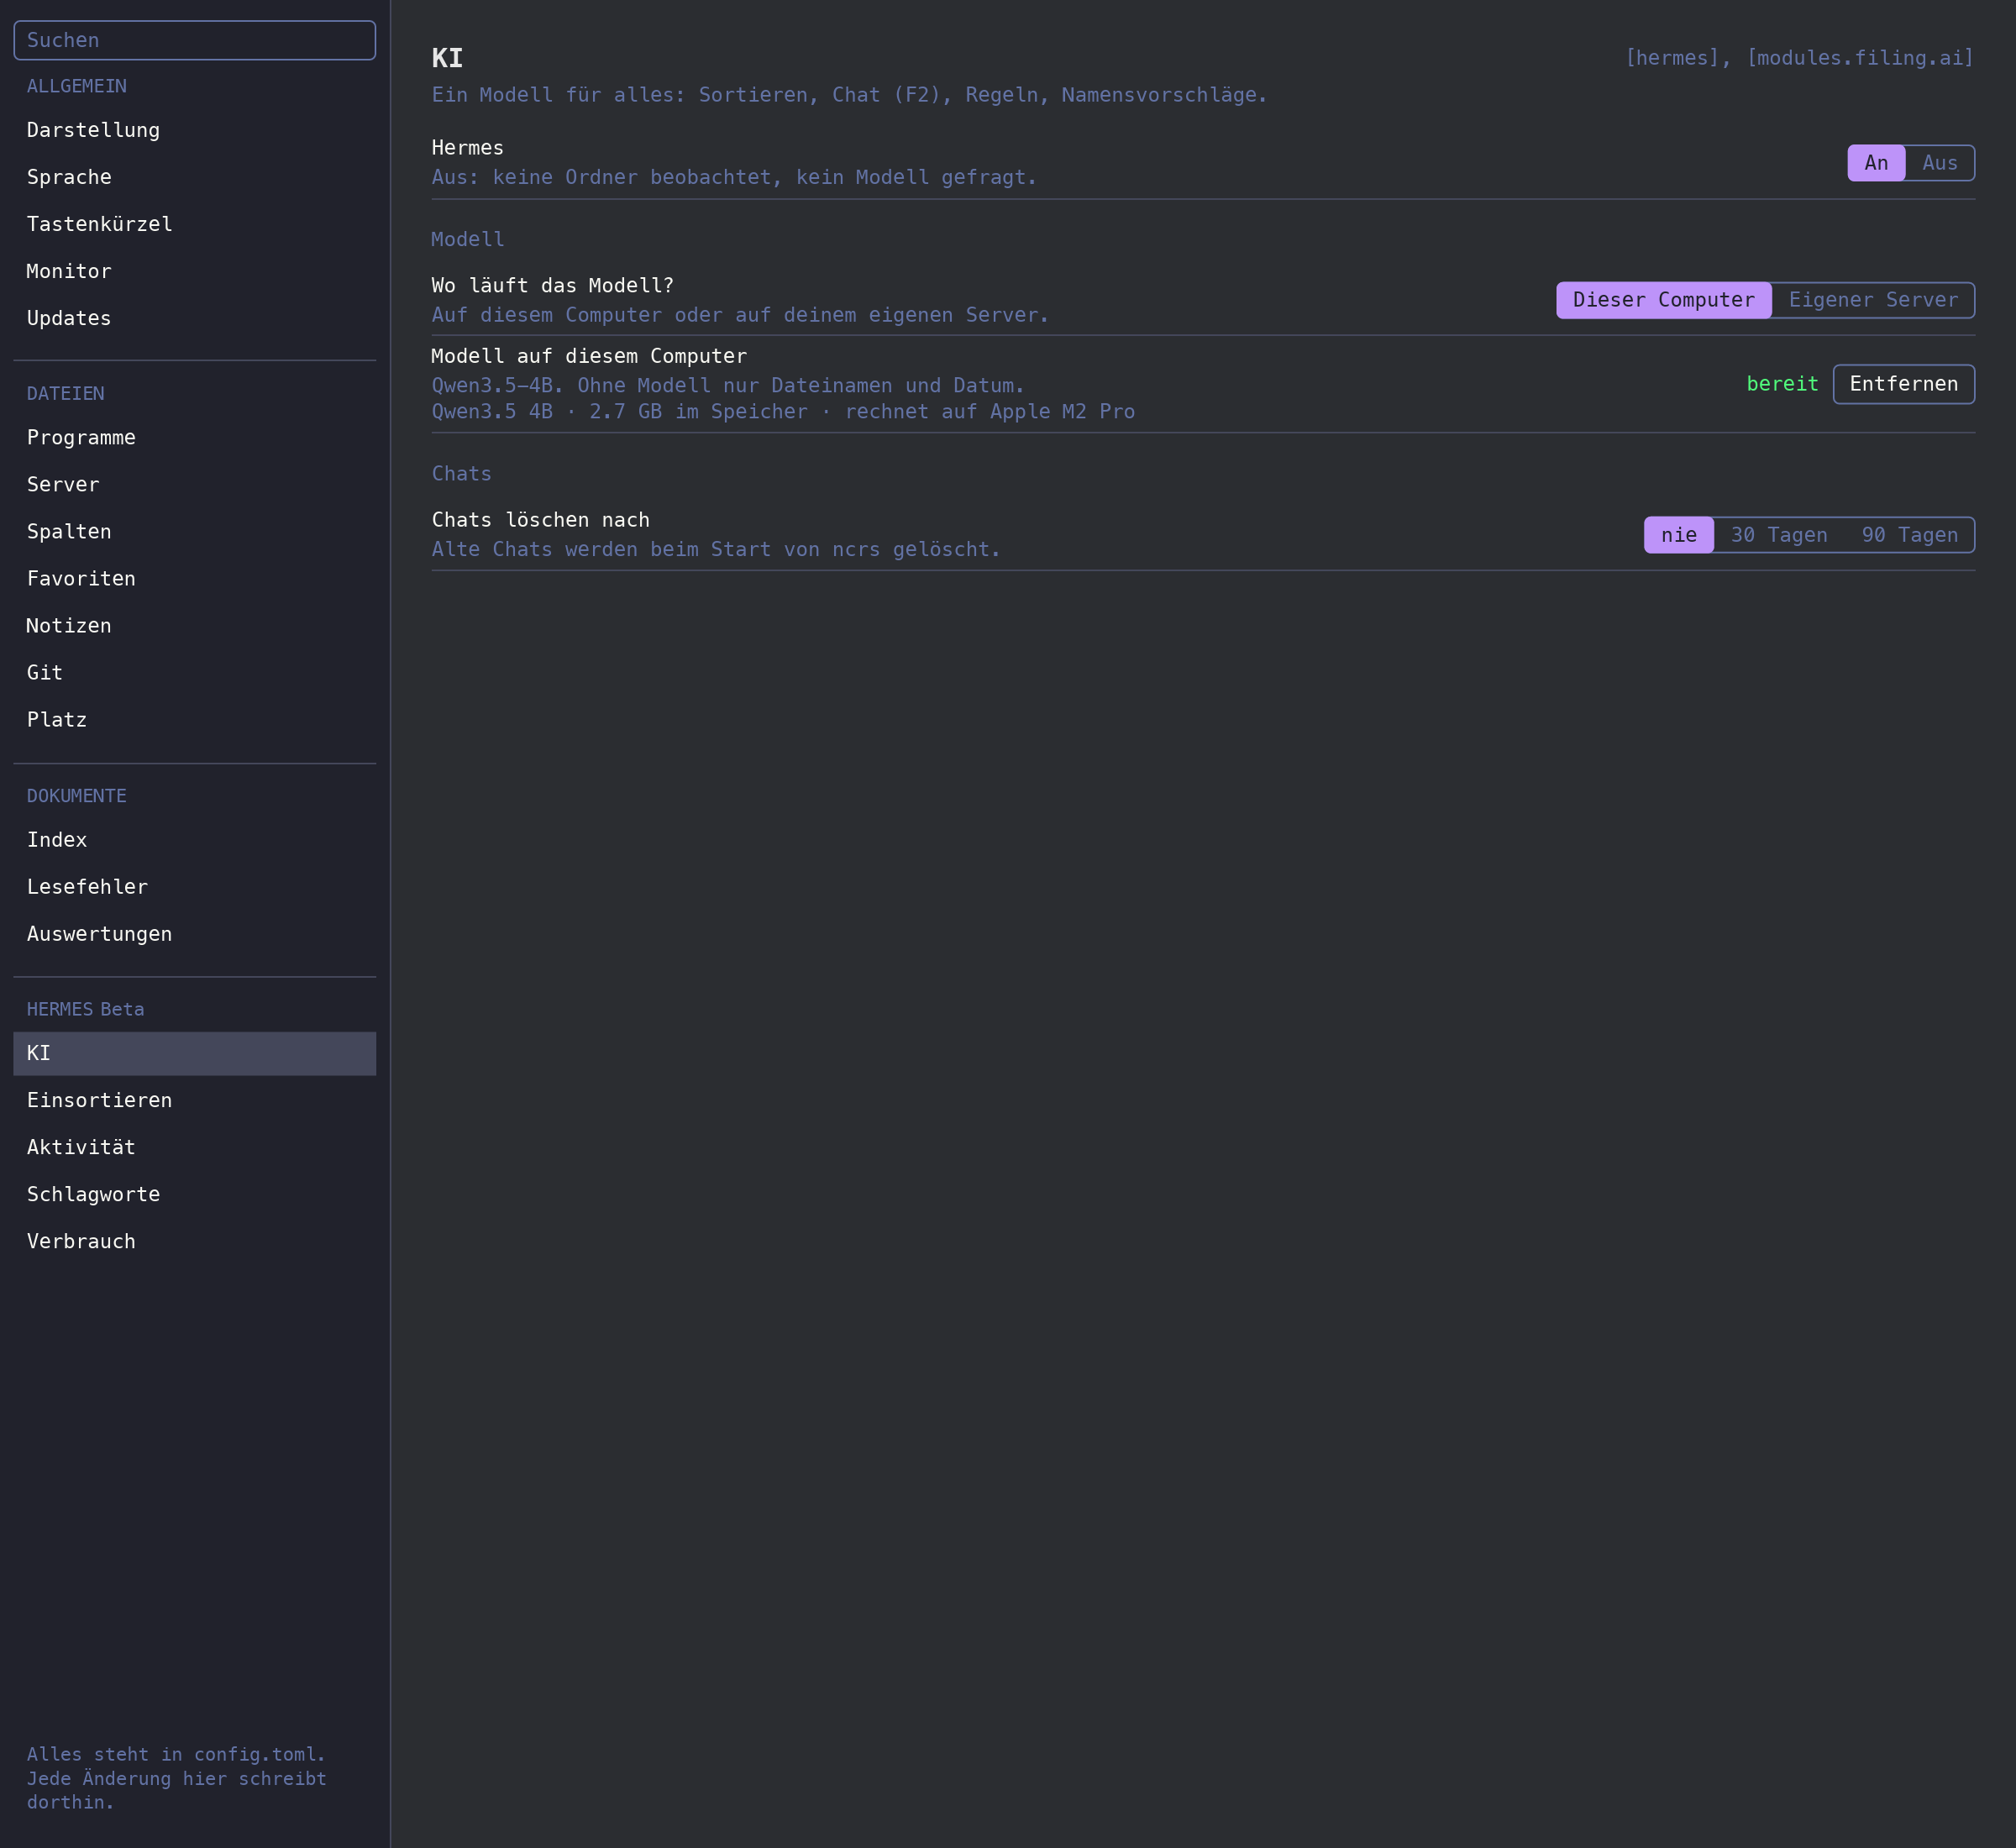 Suchen
ALLGEMEIN
Darstellung
Sprache
Tastenkürzel
Monitor
Updates
DATEIEN
Programme
Server
Spalten
Favoriten
Notizen
Git
Platz
DOKUMENTE
Index
Lesefehler
Auswertungen
HERMES Beta
KI
Einsortieren
Aktivität
Schlagworte
Verbrauch
Alles steht in config.toml.
Jede Änderung hier schreibt
dorthin.
KI [hermes], [modules.filing.ai]
Ein Modell für alles: Sortieren, Chat (F2), Regeln, Namensvorschläge.
Hermes
Aus: keine Ordner beobachtet, kein Modell gefragt.
An Aus
Modell
Wo läuft das Modell?
Auf diesem Computer oder auf deinem eigenen Server.
Dieser Computer Eigener Server
Modell auf diesem Computer
Qwen3.5–4B. Ohne Modell nur Dateinamen und Datum.
Qwen3.5 4B · 2.7 GB im Speicher · rechnet auf Apple M2 Pro
bereit Entfernen
Chats
Chats löschen nach
Alte Chats werden beim Start von ncrs gelöscht.
nie 30 Tagen 90 Tagen